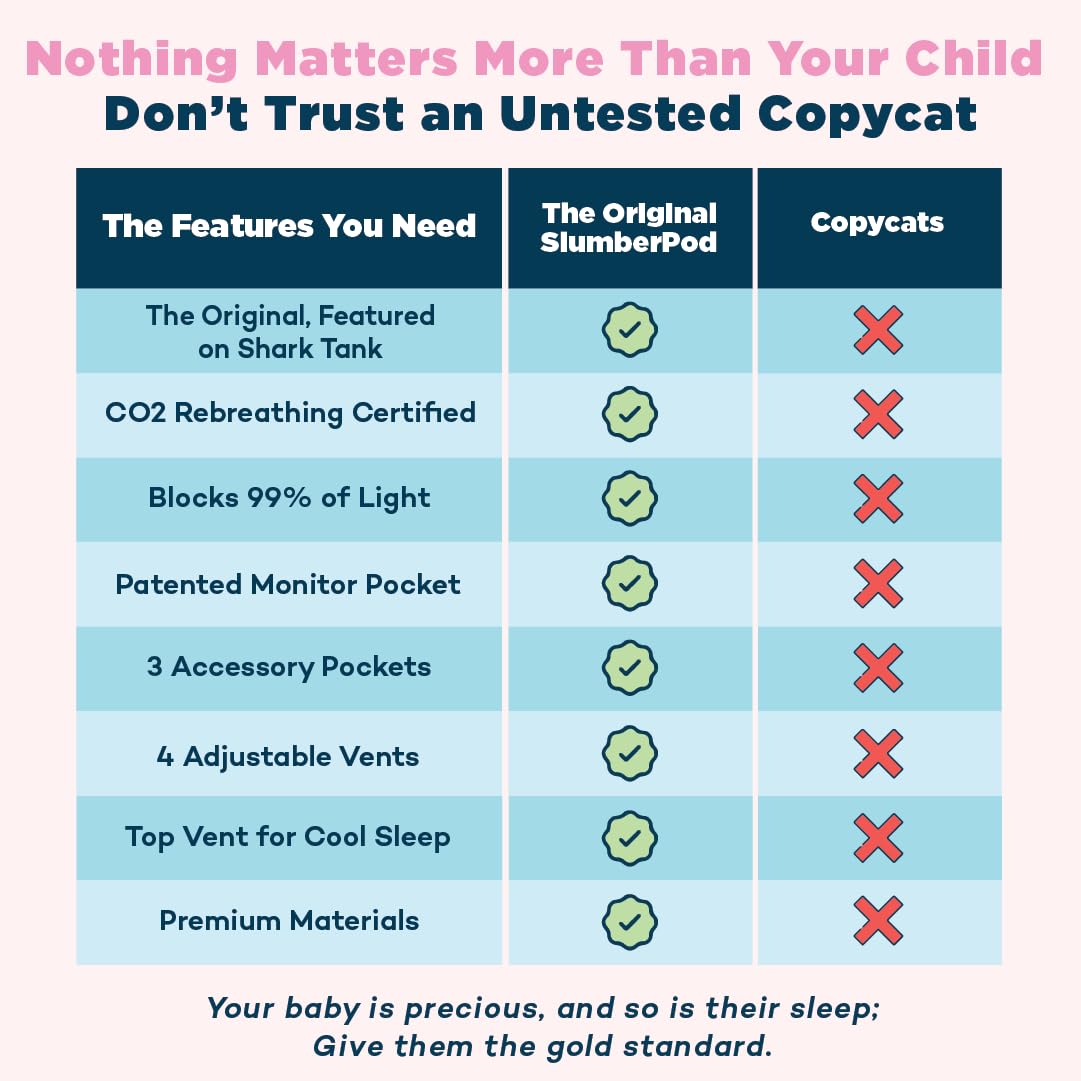 Nothing Matters More Than Your Child
Don't Trust an Untested Copycat
The Features You Need
The Original
SlumberPod
Copycats
The Original, Featured
on Shark Tank
CO2 Rebreathing Certified
Blocks 99% of Light
Patented Monitor Pocket
3 Accessory Pockets
4 Adjustable Vents
Top Vent for Cool Sleep
Premium Materials
Your baby is precious, and so is their sleep;
Give them the gold standard.